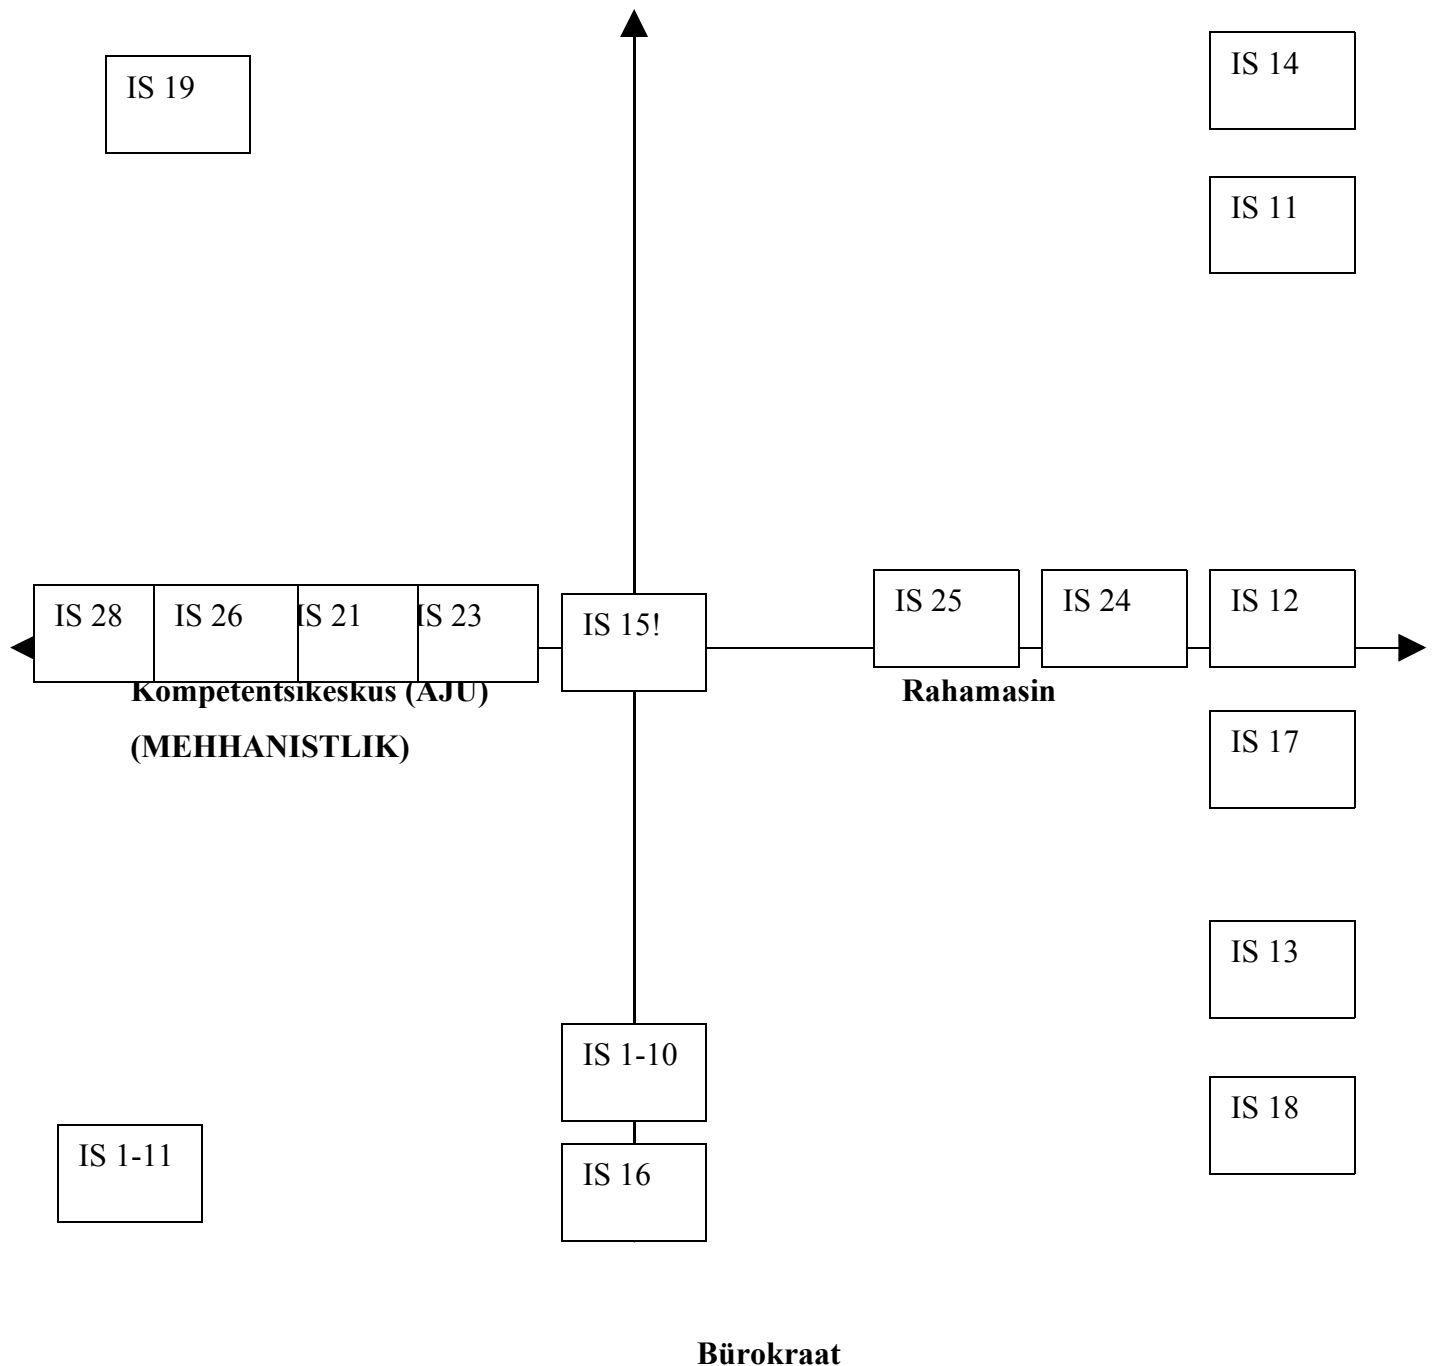 IS 19
IS 14
IS 11
IS 28
IS 26
IS 21
IS 23
IS 15!
IS 25
IS 24
IS 12
Kompetentsikeskus (AJU)
(MEHHANISTLIK)
Rahamasin
IS 17
IS 13
IS 1-10
IS 18
IS 1-11
IS 16
Bürokraat